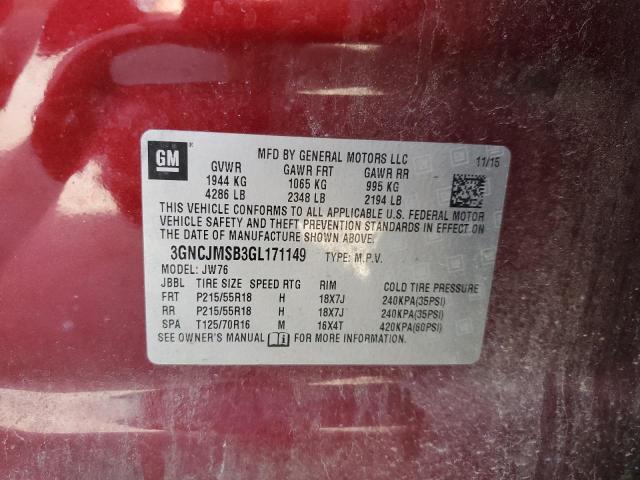 GM
MFD BY GENERAL MOTORS LLC 11/15
GVWR GAWR FRT GAWR RR
1944 KG 1065 KG 995 KG
4286 LB 2348 LB 2194 LB
THIS VEHICLE CONFORMS TO ALL APPLICABLE U.S. FEDERAL MOTOR
VEHICLE SAFETY AND THEFT PREVENTION STANDARDS IN EFFECT ON
THE DATE OF MANUFACTURE SHOWN ABOVE.
3GNCJMSB3GL171149 TYPE: M.P.V.
MODEL: JW76
JBBL TIRE SIZE SPEED RTG RIM COLD TIRE PRESSURE
FRT P215/55R18 H 18X7J 240KPA(35PSI)
RR P215/55R18 H 18X7J 240KPA(35PSI)
SPA T125/70R16 M 16X4T 420KPA(60PSI)
SEE OWNER'S MANUAL FOR MORE INFORMATION.